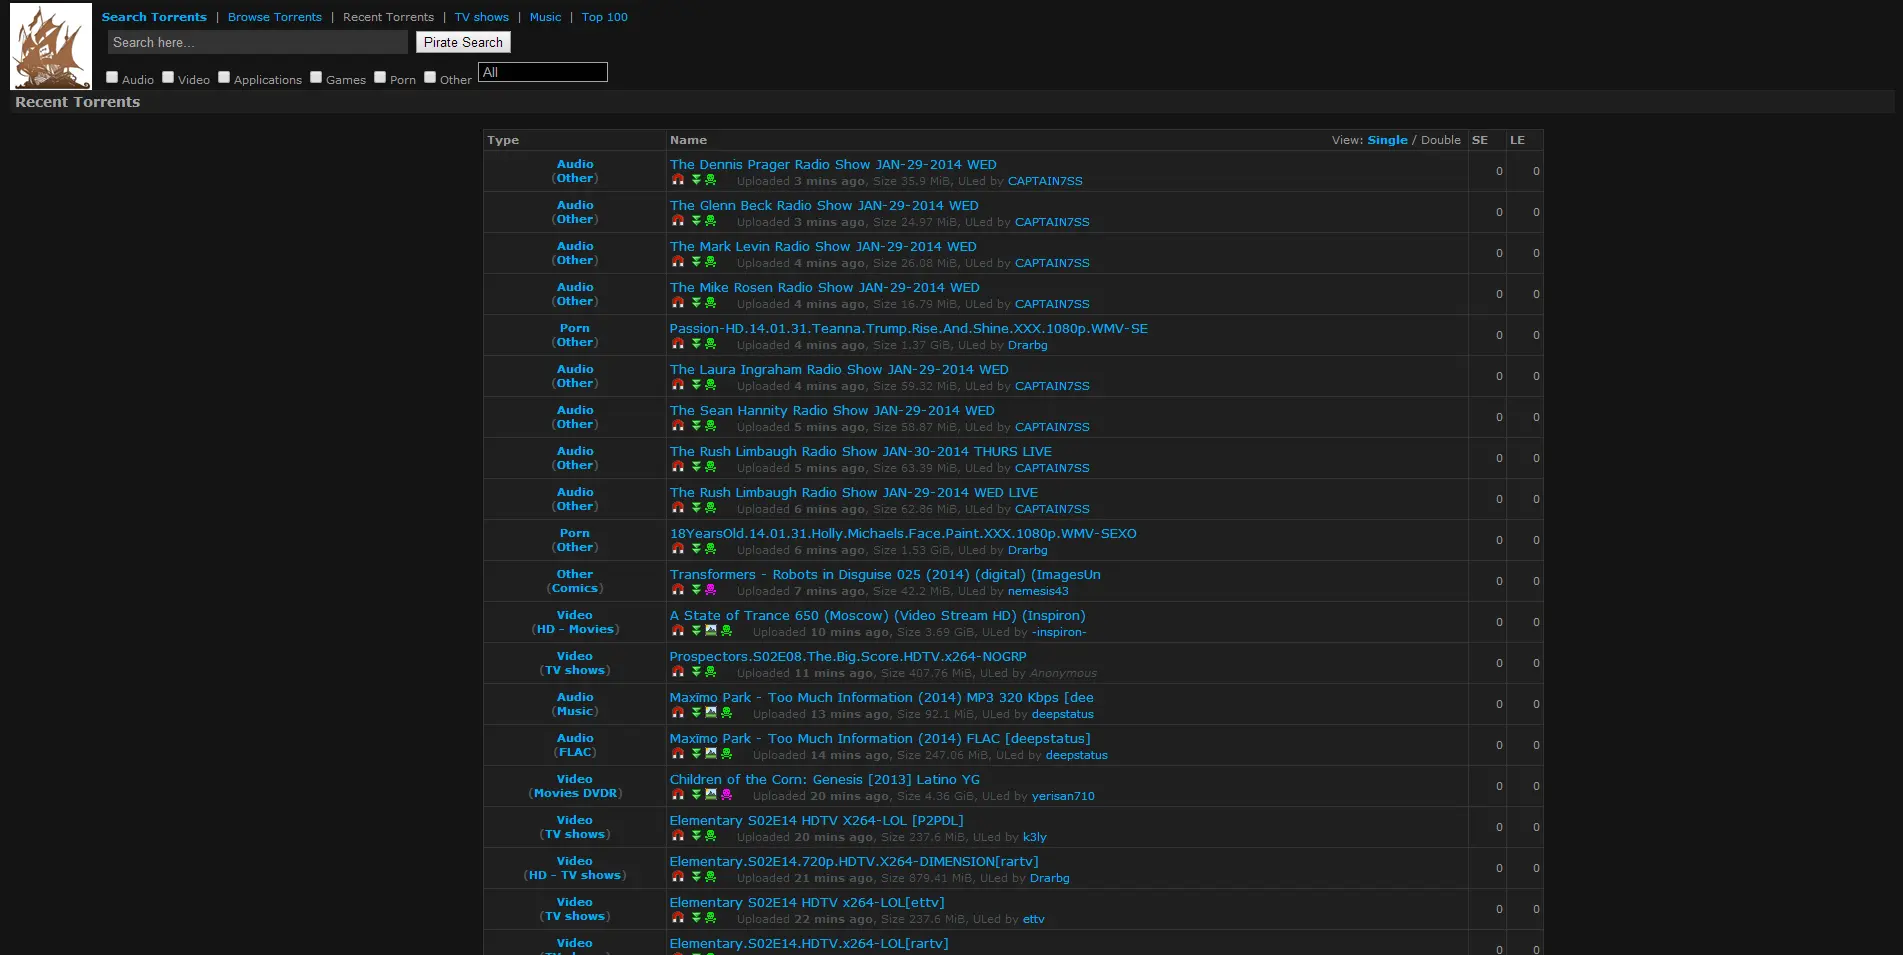 Search Torrents | Browse Torrents | Recent Torrents | TV shows | Music | Top 100
Search here... Pirate Search
Audio Video Applications Games Porn Other All
Recent Torrents
Type Name View: Single / Double SE LE
Audio The Dennis Prager Radio Show JAN-29-2014 WED
(Other) Uploaded 3 mins ago, Size 35.9 MiB, ULed by CAPTAIN7SS 0 0
Audio The Glenn Beck Radio Show JAN-29-2014 WED
(Other) Uploaded 3 mins ago, Size 24.97 MiB, ULed by CAPTAIN7SS 0 0
Audio The Mark Levin Radio Show JAN-29-2014 WED
(Other) Uploaded 4 mins ago, Size 26.08 MiB, ULed by CAPTAIN7SS 0 0
Audio The Mike Rosen Radio Show JAN-29-2014 WED
(Other) Uploaded 4 mins ago, Size 16.79 MiB, ULed by CAPTAIN7SS 0 0
Porn Passion-HD.14.01.31.Teanna.Trump.Rise.And.Shine.XXX.1080p.WMV-SE
(Other) Uploaded 4 mins ago, Size 1.37 GiB, ULed by Drarbg 0 0
Audio The Laura Ingraham Radio Show JAN-29-2014 WED
(Other) Uploaded 4 mins ago, Size 59.32 MiB, ULed by CAPTAIN7SS 0 0
Audio The Sean Hannity Radio Show JAN-29-2014 WED
(Other) Uploaded 5 mins ago, Size 58.87 MiB, ULed by CAPTAIN7SS 0 0
Audio The Rush Limbaugh Radio Show JAN-30-2014 THURS LIVE
(Other) Uploaded 5 mins ago, Size 63.39 MiB, ULed by CAPTAIN7SS 0 0
Audio The Rush Limbaugh Radio Show JAN-29-2014 WED LIVE
(Other) Uploaded 6 mins ago, Size 62.86 MiB, ULed by CAPTAIN7SS 0 0
Porn 18YearsOld.14.01.31.Holly.Michaels.Face.Paint.XXX.1080p.WMV-SEXO
(Other) Uploaded 6 mins ago, Size 1.53 GiB, ULed by Drarbg 0 0
Other Transformers - Robots in Disguise 025 (2014) (digital) (ImagesUn
(Comics) Uploaded 7 mins ago, Size 42.2 MiB, ULed by nemesis43 0 0
Video A State of Trance 650 (Moscow) (Video Stream HD) (Inspiron)
(HD - Movies) Uploaded 10 mins ago, Size 3.69 GiB, ULed by -inspiron- 0 0
Video Prospectors.S02E08.The.Big.Score.HDTV.x264-NOGRP
(TV shows) Uploaded 11 mins ago, Size 407.76 MiB, ULed by Anonymous 0 0
Audio Maxïmo Park - Too Much Information (2014) MP3 320 Kbps [dee
(Music) Uploaded 13 mins ago, Size 92.1 MiB, ULed by deepstatus 0 0
Audio Maxïmo Park - Too Much Information (2014) FLAC [deepstatus]
(FLAC) Uploaded 14 mins ago, Size 247.06 MiB, ULed by deepstatus 0 0
Video Children of the Corn: Genesis [2013] Latino YG
(Movies DVDR) Uploaded 20 mins ago, Size 4.36 GiB, ULed by yerisan710 0 0
Video Elementary S02E14 HDTV X264-LOL [P2PDL]
(TV shows) Uploaded 20 mins ago, Size 237.6 MiB, ULed by k3ly 0 0
Video Elementary.S02E14.720p.HDTV.X264-DIMENSION[rartv]
(HD - TV shows) Uploaded 21 mins ago, Size 879.41 MiB, ULed by Drarbg 0 0
Video Elementary S02E14 HDTV x264-LOL[ettv]
(TV shows) Uploaded 22 mins ago, Size 237.6 MiB, ULed by ettv 0 0
Video Elementary.S02E14.HDTV.x264-LOL[rartv] 0 0